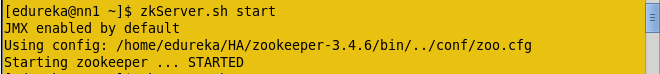 [edureka@nn1 ~]$ zkServer.sh start
JMX enabled by default
Using config: /home/edureka/HA/zookeeper-3.4.6/bin/../conf/zoo.cfg
Starting zookeeper ... STARTED